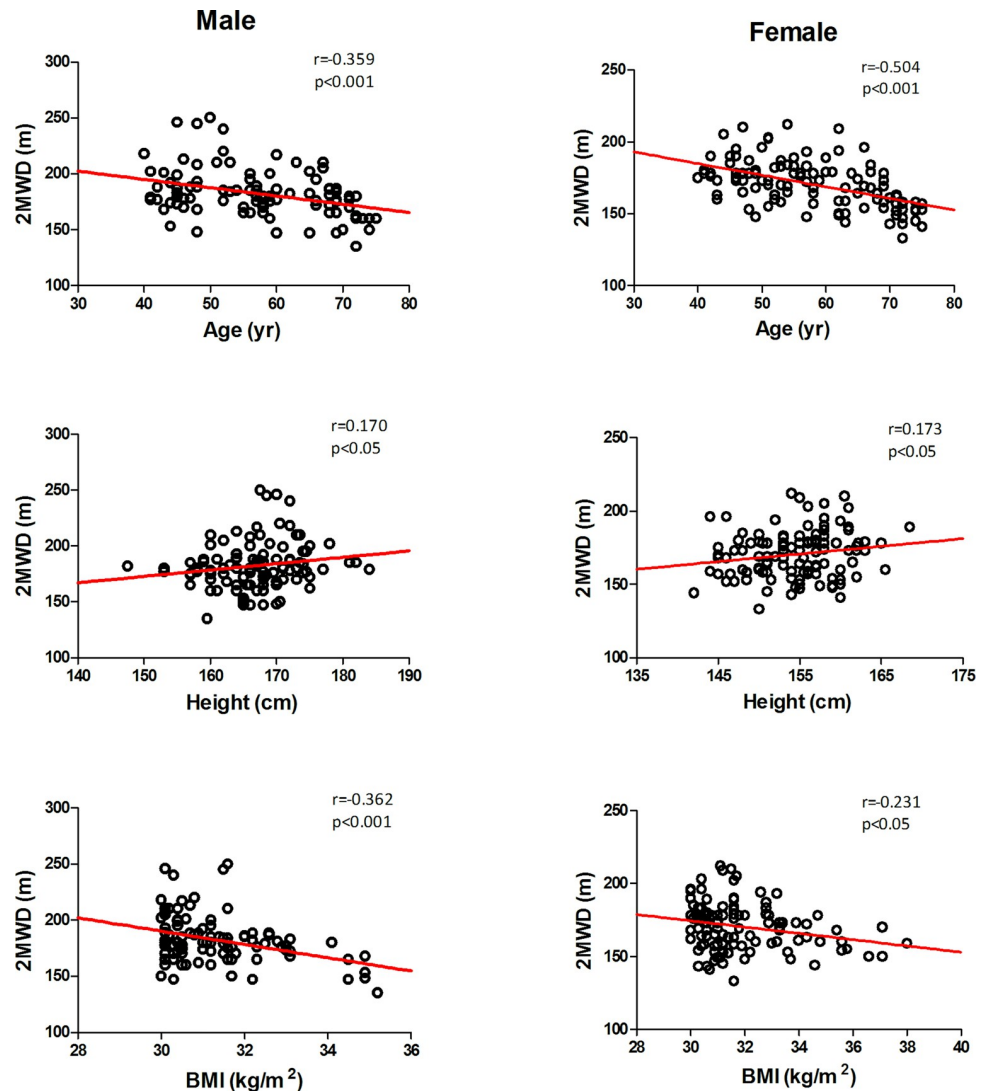 Male
Female
r=-0.359
p<0.001
300
250
200
150
100
2MWD (m)
30 40 50 60 70 80
Age (yr)
r=-0.504
p<0.001
250
200
150
100
2MWD (m)
30 40 50 60 70 80
Age (yr)
r=0.170
p<0.05
300
250
200
150
100
2MWD (m)
140 150 160 170 180 190
Height (cm)
r=0.173
p<0.05
250
200
150
100
2MWD (m)
135 145 155 165 175
Height (cm)
r=-0.362
p<0.001
300
250
200
150
100
2MWD (m)
28 30 32 34 36
BMI (kg/m²)
r=-0.231
p<0.05
250
200
150
100
2MWD (m)
28 30 32 34 36 38 40
BMI (kg/m²)